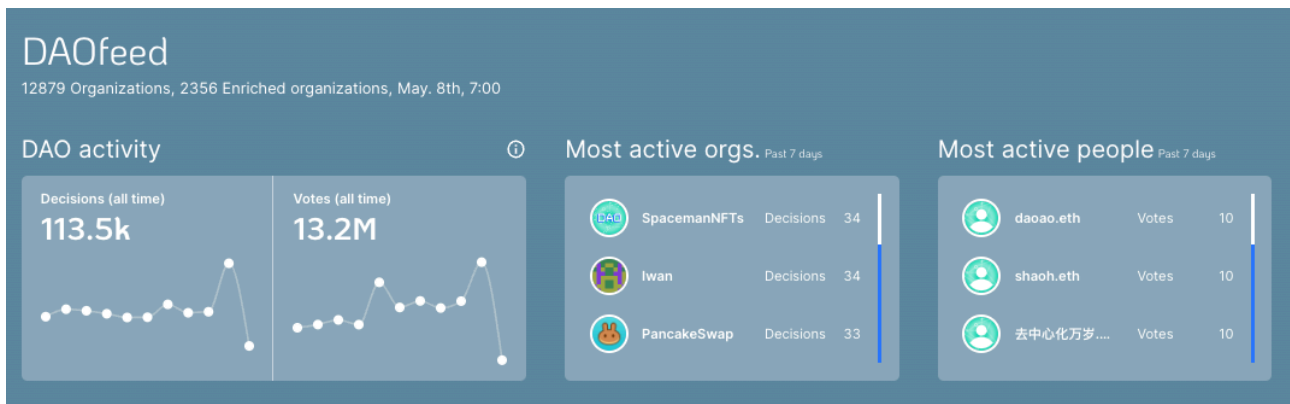 DAOfeed
12879 Organizations, 2356 Enriched organizations, May. 8th, 7:00
DAO activity
Decisions (all time)
113.5k
Votes (all time)
13.2M
Most active orgs. Past 7 days
DAO
SpacemanNFTs Decisions 34
Iwan Decisions 34
PancakeSwap Decisions 33
Most active people Past 7 days
daoao.eth Votes 10
shaoh.eth Votes 10
去中心化万岁.... Votes 10